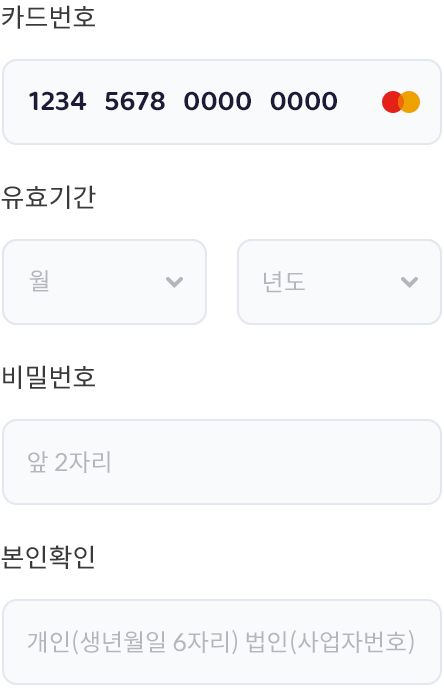 카드번호
1234 5678 0000 0000
유효기간
월 년도
비밀번호
앞 2자리
본인확인
개인(생년월일 6자리) 법인(사업자번호)